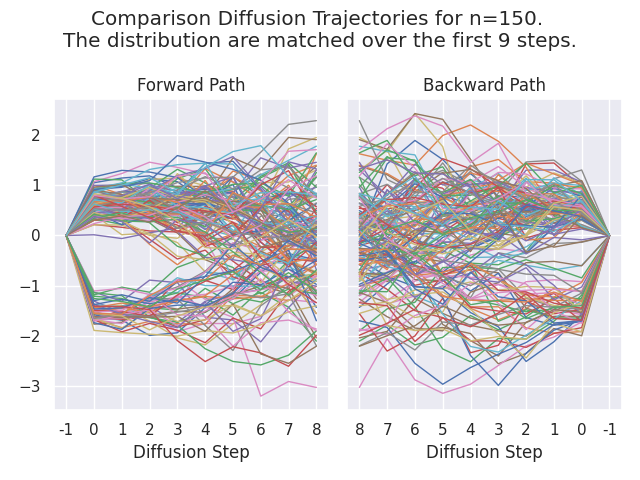 Comparison Diffusion Trajectories for n=150.
The distribution are matched over the first 9 steps.
Forward Path
Backward Path
2
1
0
−1
−2
−3
-1 0 1 2 3 4 5 6 7 8
8 7 6 5 4 3 2 1 0 -1
Diffusion Step
Diffusion Step